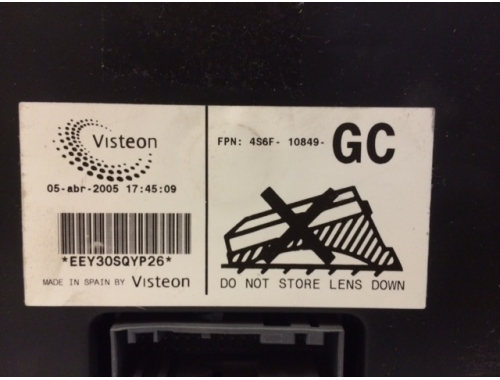 Visteon
05-abr-2005 17:45:09
*EEY30SQYP26*
MADE IN SPAIN BY Visteon
FPN: 4S6F- 10849- GC
DO NOT STORE LENS DOWN